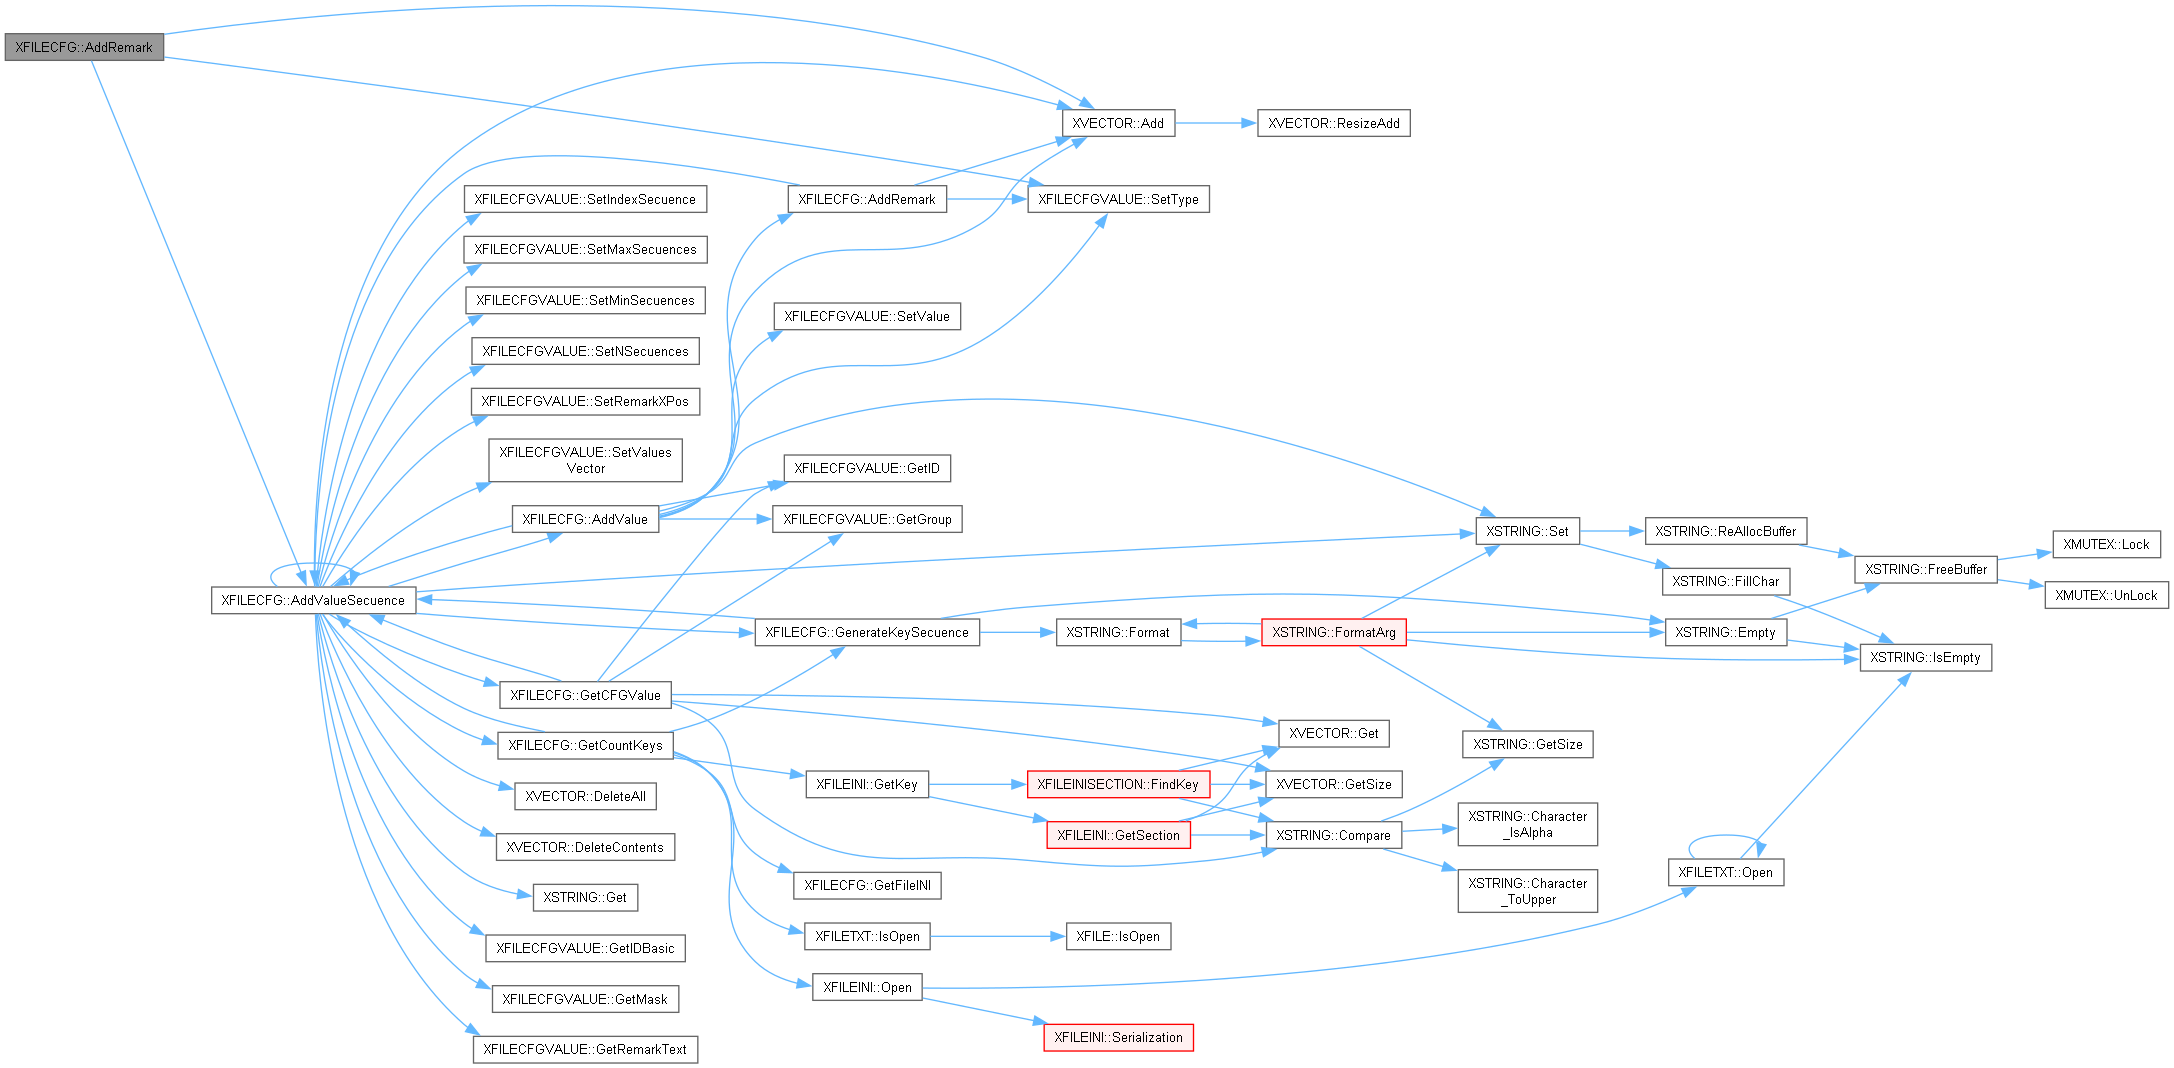 XFILECFG::AddRemark
XVECTOR::Add
XVECTOR::ResizeAdd
XFILECFGVALUE::SetIndexSecuence
XFILECFG::AddRemark
XFILECFGVALUE::SetType
XFILECFGVALUE::SetMaxSecuences
XFILECFGVALUE::SetMinSecuences
XFILECFGVALUE::SetValue
XFILECFGVALUE::SetNSecuences
XFILECFGVALUE::SetRemarkXPos
XFILECFGVALUE::SetValues
Vector
XFILECFGVALUE::GetID
XFILECFG::AddValue
XFILECFGVALUE::GetGroup
XSTRING::Set
XSTRING::ReAllocBuffer
XMUTEX::Lock
XSTRING::FreeBuffer
XSTRING::FillChar
XMUTEX::UnLock
XFILECFG::AddValueSecuence
XFILECFG::GenerateKeySecuence
XSTRING::Format
XSTRING::FormatArg
XSTRING::Empty
XSTRING::IsEmpty
XFILECFG::GetCFGValue
XVECTOR::Get
XFILECFG::GetCountKeys
XSTRING::GetSize
XFILEINI::GetKey
XFILEINISECTION::FindKey
XVECTOR::GetSize
XVECTOR::DeleteAll
XFILEINI::GetSection
XSTRING::Compare
XSTRING::Character
_IsAlpha
XVECTOR::DeleteContents
XFILETXT::Open
XFILECFG::GetFileINI
XSTRING::Character
_ToUpper
XSTRING::Get
XFILETXT::IsOpen
XFILE::IsOpen
XFILECFGVALUE::GetIDBasic
XFILEINI::Open
XFILECFGVALUE::GetMask
XFILEINI::Serialization
XFILECFGVALUE::GetRemarkText